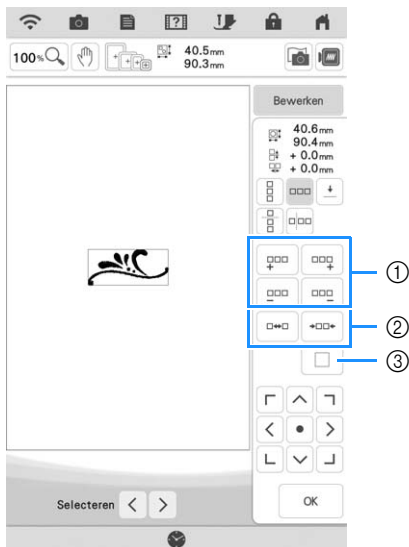 100%
40.5mm
90.3mm
Bewerken
40.6mm
90.4mm
+ 0.0mm
+ 0.0mm
①
②
③
Selecteren
OK